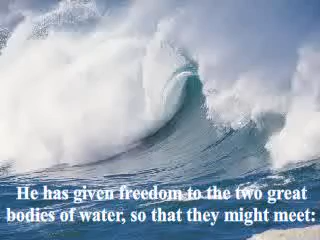 He has given freedom to the two great
bodies of water, so that they might meet: